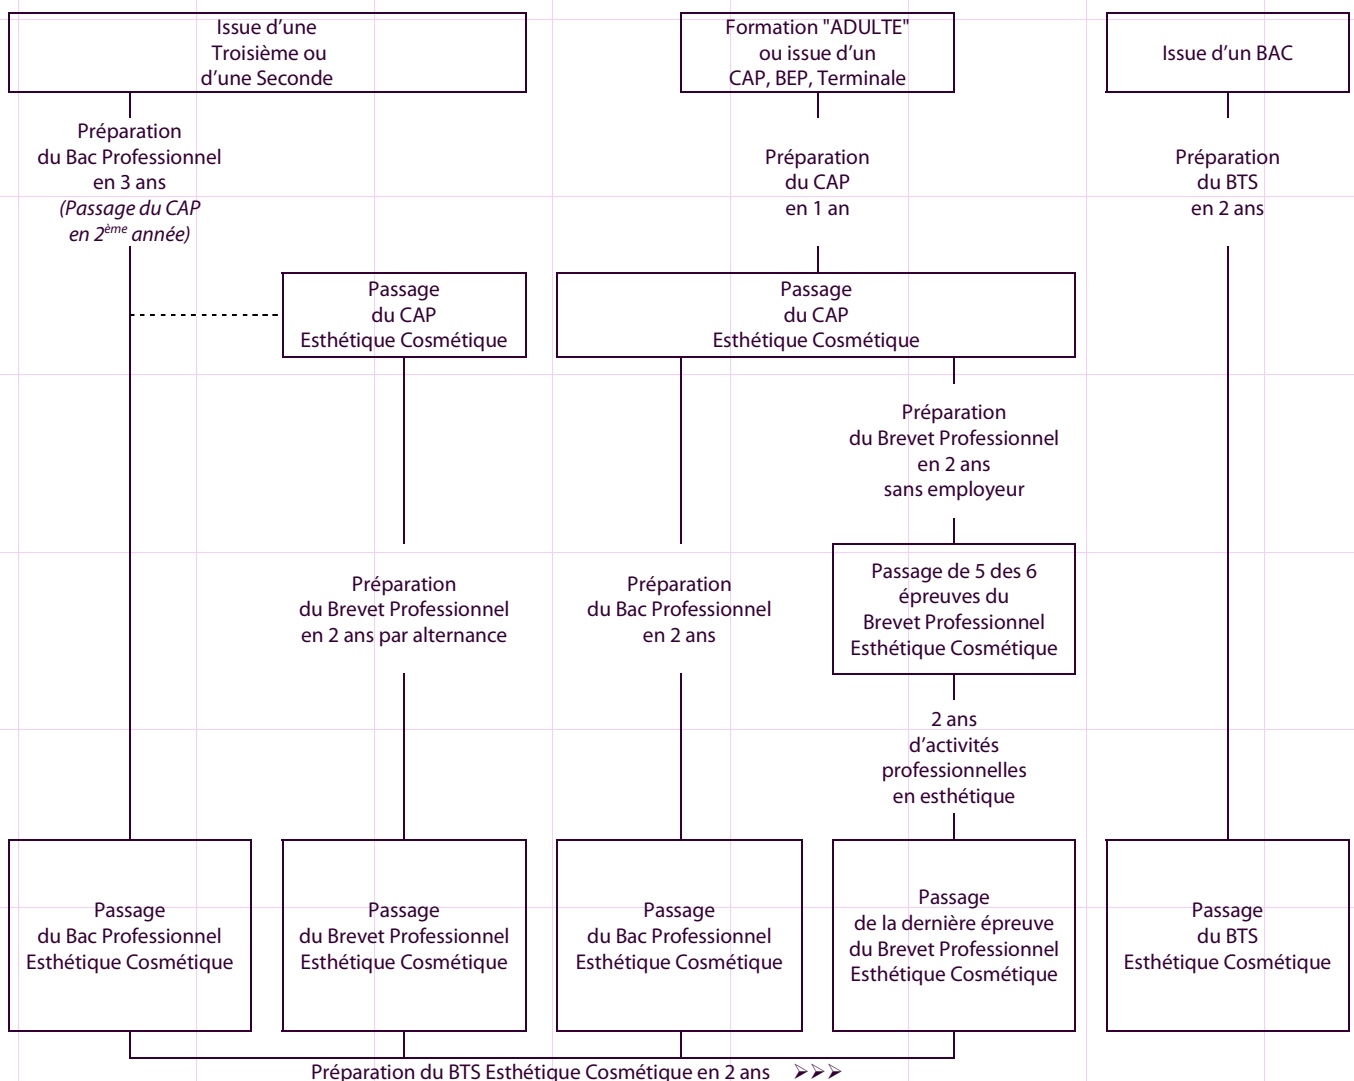 Issue d’une
Troisième ou
d’une Seconde
Formation "ADULTE"
ou issue d’un
CAP, BEP, Terminale
Issue d’un BAC
Préparation
du Bac Professionnel
en 3 ans
(Passage du CAP
en 2ème année)
Préparation
du CAP
en 1 an
Préparation
du BTS
en 2 ans
Passage
du CAP
Esthétique Cosmétique
Passage
du CAP
Esthétique Cosmétique
Préparation
du Brevet Professionnel
en 2 ans
sans employeur
Préparation
du Brevet Professionnel
en 2 ans par alternance
Préparation
du Bac Professionnel
en 2 ans
Passage de 5 des 6
épreuves du
Brevet Professionnel
Esthétique Cosmétique
2 ans
d’activités
professionnelles
en esthétique
Passage
du Bac Professionnel
Esthétique Cosmétique
Passage
du Brevet Professionnel
Esthétique Cosmétique
Passage
du Bac Professionnel
Esthétique Cosmétique
Passage
de la dernière épreuve
du Brevet Professionnel
Esthétique Cosmétique
Passage
du BTS
Esthétique Cosmétique
Préparation du BTS Esthétique Cosmétique en 2 ans ➢➢➢